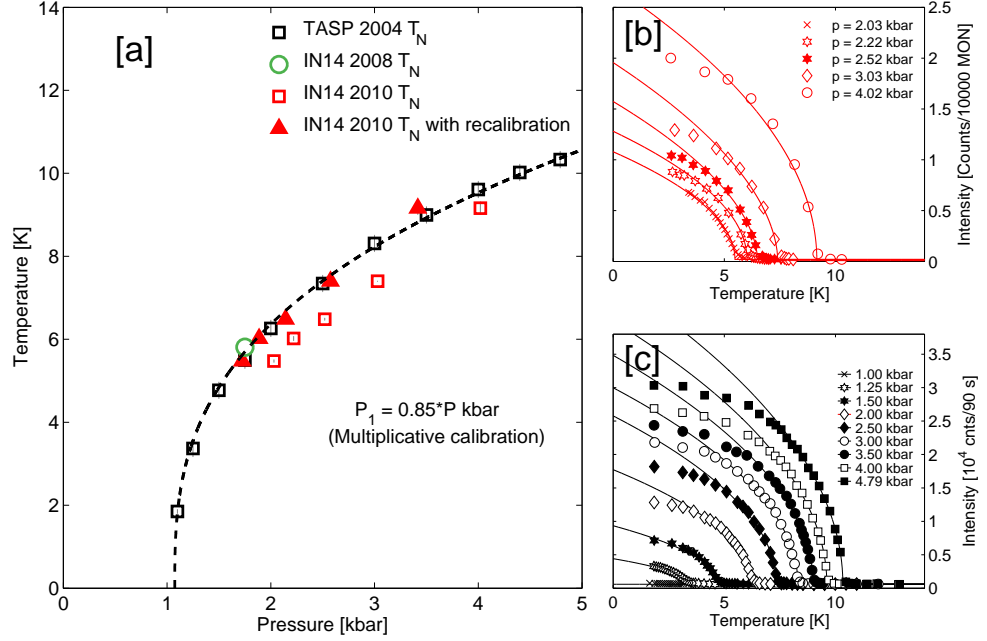 [a]
TASP 2004 T_N
IN14 2008 T_N
IN14 2010 T_N
IN14 2010 T_N with recalibration
P_1 = 0.85*P kbar
(Multiplicative calibration)
Temperature [K]
14
12
10
8
6
4
2
0
0 1 2 3 4 5
Pressure [kbar]
[b]
p = 2.03 kbar
p = 2.22 kbar
p = 2.52 kbar
p = 3.03 kbar
p = 4.02 kbar
2.5
2
1.5
1
0.5
0
Intensity [Counts/10000 MON]
0 5 10
Temperature [K]
[c]
1.00 kbar
1.25 kbar
1.50 kbar
2.00 kbar
2.50 kbar
3.00 kbar
3.50 kbar
4.00 kbar
4.79 kbar
3.5
3
2.5
2
1.5
1
0.5
0
Intensity [10^4 cnts/90 s]
0 5 10
Temperature [K]